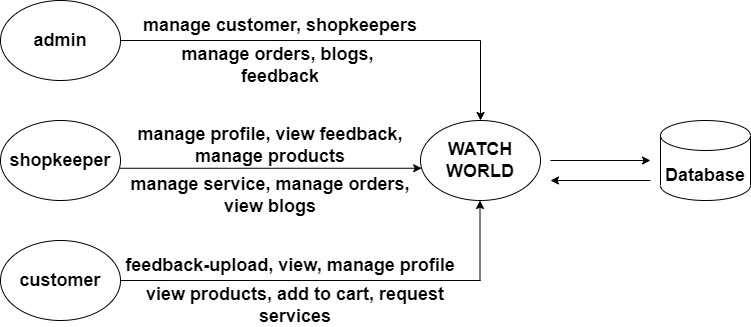 admin
manage customer, shopkeepers
manage orders, blogs,
feedback
shopkeeper
manage profile, view feedback,
manage products
manage service, manage orders,
view blogs
WATCH
WORLD
Database
customer
feedback-upload, view, manage profile
view products, add to cart, request
services